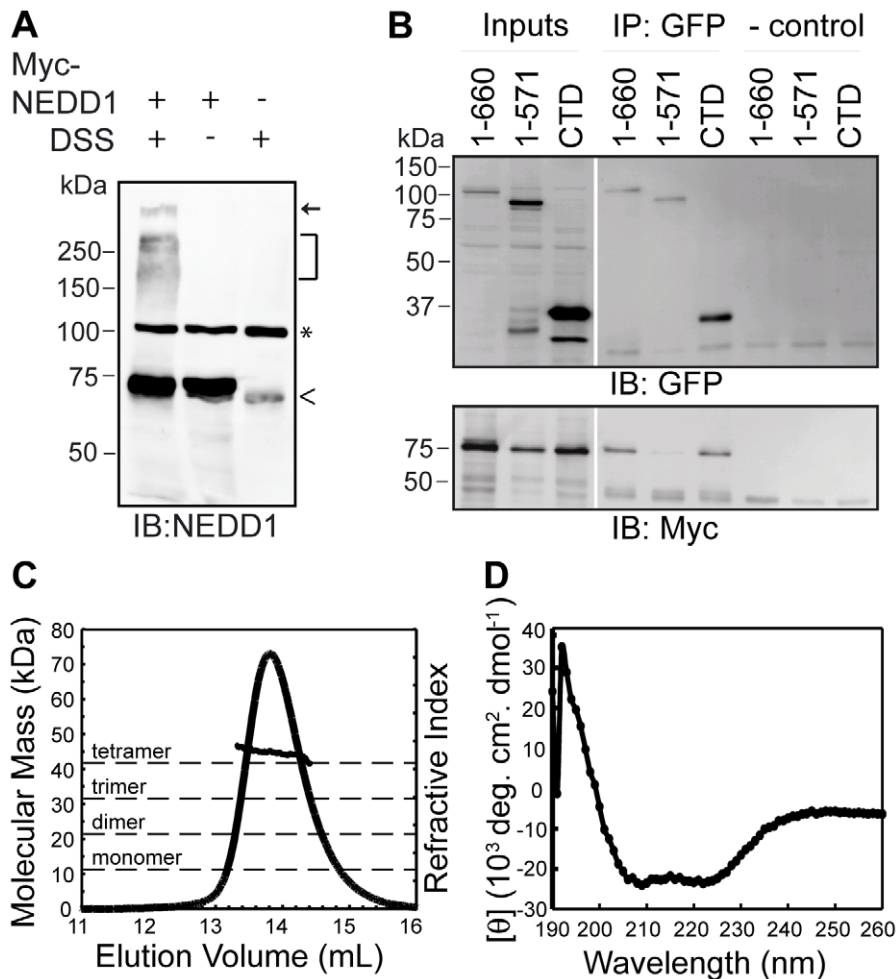 A
Myc-
NEDD1 + + -
DSS + - +
kDa
250
150
100
75
50
*
<
IB:NEDD1
B
Inputs IP: GFP - control
1-660 1-571 CTD 1-660 1-571 CTD 1-660 1-571 CTD
kDa
150
100
75
50
37
IB: GFP
75
50
IB: Myc
C
Molecular Mass (kDa)
80
70
60
50
40
30
20
10
0
tetramer
trimer
dimer
monomer
11 12 13 14 15 16
Elution Volume (mL)
Refractive Index
D
[θ] (10³ deg. cm². dmol⁻¹)
40
30
20
10
0
-10
-20
-30
190 200 210 220 230 240 250 260
Wavelength (nm)